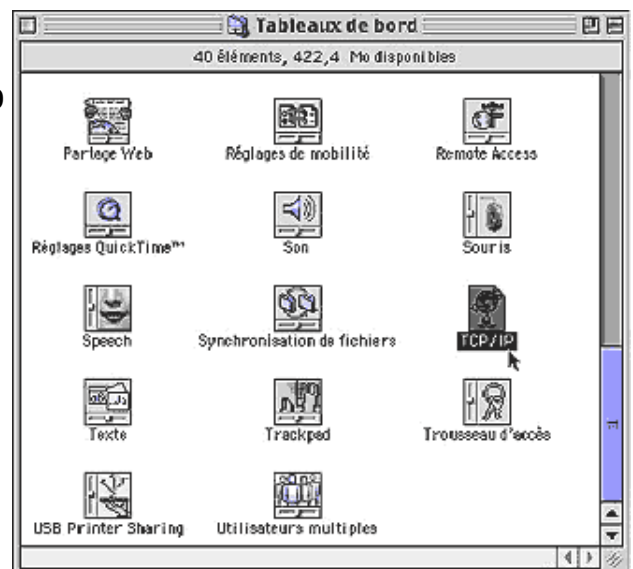 Tableaux de bord
40 éléments, 422,4 Mo disponibles
Partage Web
Réglages de mobilité
Remote Access
Réglages QuickTime™
Son
Souris
Speech
Synchronisation de fichiers
TCP/IP
Texte
Trackpad
Trousseau d'accès
USB Printer Sharing
Utilisateurs multiples